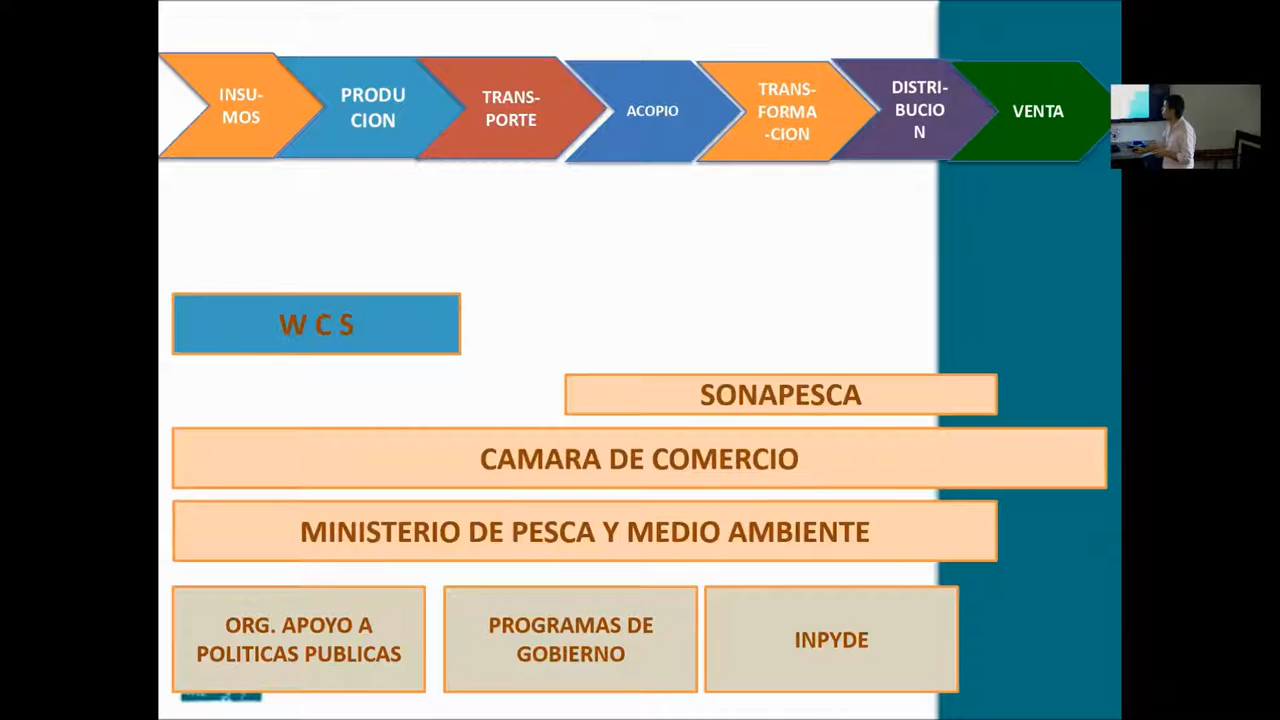 INSU-
MOS
PRODU
CION
TRANS-
PORTE
ACOPIO
TRANS-
FORMA
-CION
DISTRI-
BUCIO
N
VENTA
W C S
SONAPESCA
CAMARA DE COMERCIO
MINISTERIO DE PESCA Y MEDIO AMBIENTE
ORG. APOYO A
POLITICAS PUBLICAS
PROGRAMAS DE
GOBIERNO
INPYDE